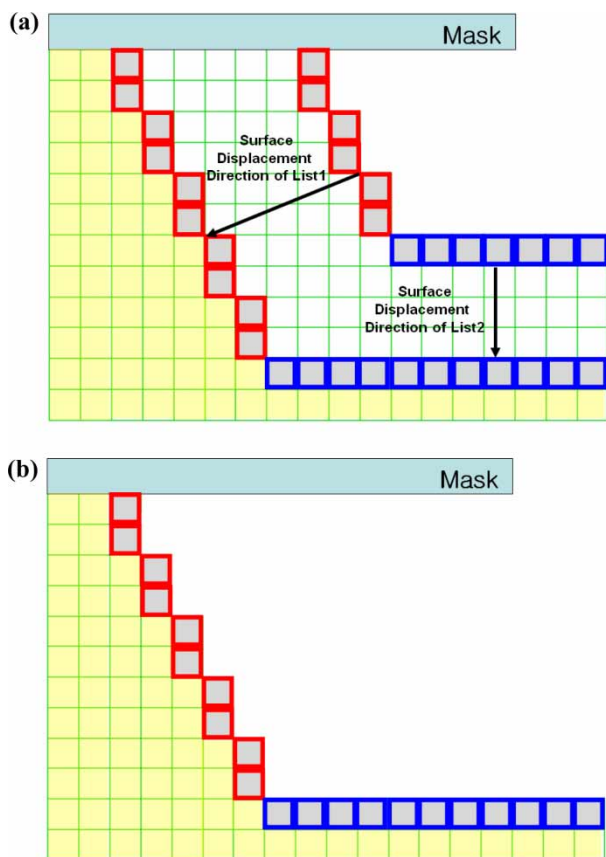 (a)
Mask
Surface
Displacement
Direction of List1
Surface
Displacement
Direction of List2
(b)
Mask